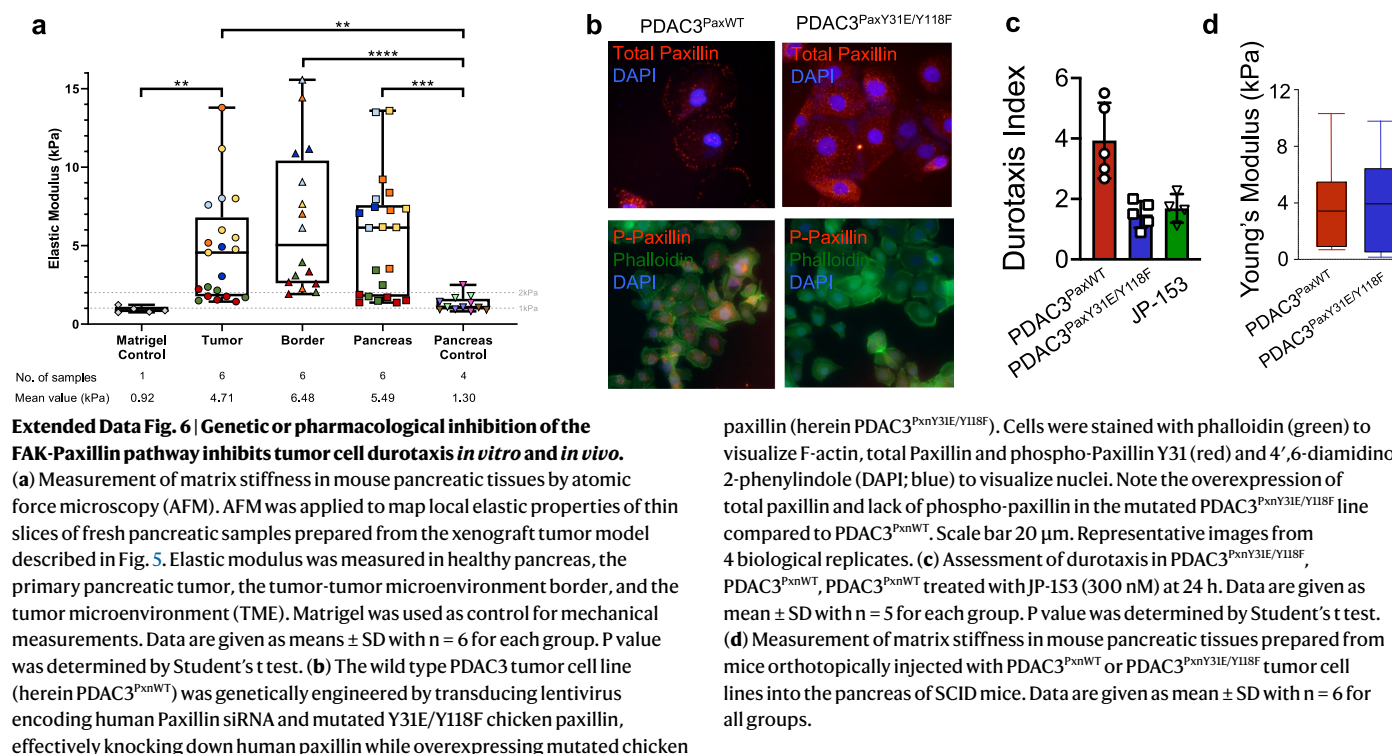 a
**
****
** ***
Elastic Modulus (kPa)
15
10
5
0
2kPa
1kPa
Matrigel Control
Tumor
Border
Pancreas
Pancreas Control
No. of samples 1 6 6 6 4
Mean value (kPa) 0.92 4.71 6.48 5.49 1.30
b
PDAC3PaxWT PDAC3PaxY31E/Y118F
Total Paxillin
DAPI
Total Paxillin
DAPI
P-Paxillin
Phalloidin
DAPI
P-Paxillin
Phalloidin
DAPI
c
Durotaxis Index
6
4
2
0
PDAC3PaxWT
PDAC3PaxY31E/Y118F
JP-153
d
Young's Modulus (kPa)
12
8
4
0
PDAC3PaxWT
PDAC3PaxY31E/Y118F
Extended Data Fig. 6 | Genetic or pharmacological inhibition of the
FAK-Paxillin pathway inhibits tumor cell durotaxis in vitro and in vivo.
(a) Measurement of matrix stiffness in mouse pancreatic tissues by atomic
force microscopy (AFM). AFM was applied to map local elastic properties of thin
slices of fresh pancreatic samples prepared from the xenograft tumor model
described in Fig. 5. Elastic modulus was measured in healthy pancreas, the
primary pancreatic tumor, the tumor-tumor microenvironment border, and the
tumor microenvironment (TME). Matrigel was used as control for mechanical
measurements. Data are given as means ± SD with n = 6 for each group. P value
was determined by Student's t test. (b) The wild type PDAC3 tumor cell line
(herein PDAC3PxnWT) was genetically engineered by transducing lentivirus
encoding human Paxillin siRNA and mutated Y31E/Y118F chicken paxillin,
effectively knocking down human paxillin while overexpressing mutated chicken
paxillin (herein PDAC3PxnY31E/Y118F). Cells were stained with phalloidin (green) to
visualize F-actin, total Paxillin and phospho-Paxillin Y31 (red) and 4′,6-diamidino-
2-phenylindole (DAPI; blue) to visualize nuclei. Note the overexpression of
total paxillin and lack of phospho-paxillin in the mutated PDAC3PxnY31E/Y118F line
compared to PDAC3PxnWT. Scale bar 20 μm. Representative images from
4 biological replicates. (c) Assessment of durotaxis in PDAC3PxnY31E/Y118F,
PDAC3PxnWT, PDAC3PxnWT treated with JP-153 (300 nM) at 24 h. Data are given as
mean ± SD with n = 5 for each group. P value was determined by Student's t test.
(d) Measurement of matrix stiffness in mouse pancreatic tissues prepared from
mice orthotopically injected with PDAC3PxnWT or PDAC3PxnY31E/Y118F tumor cell
lines into the pancreas of SCID mice. Data are given as mean ± SD with n = 6 for
all groups.